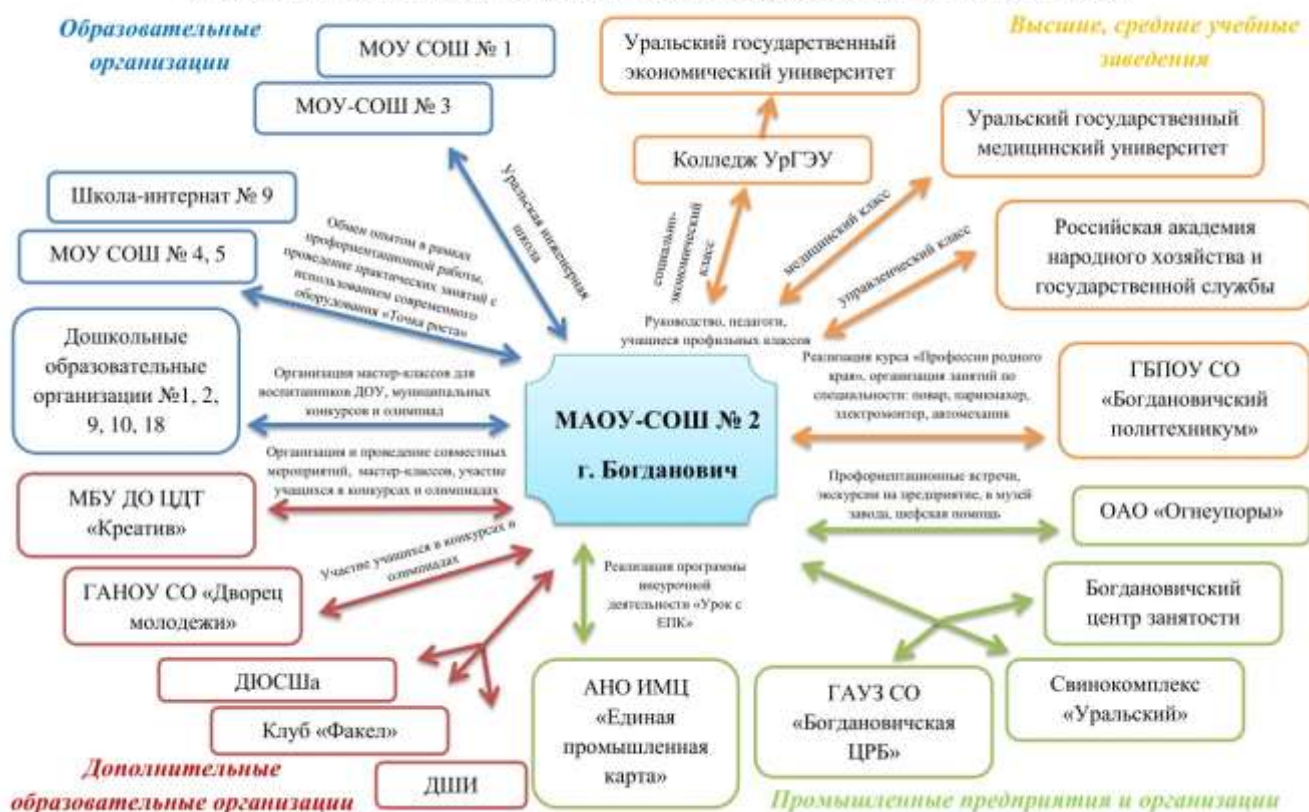 Образовательные
организации
МОУ СОШ № 1
МОУ-СОШ № 3
Уральский государственный
экономический университет
Высшие, средние учебные
заведения
Колледж УрГЭУ
Уральский государственный
медицинский университет
Школа-интернат № 9
МОУ СОШ № 4, 5
Уральская инженерная
школа
Обмен опытом в рамках
профориентационной работы,
проведение практических занятий с
использованием современного
оборудования «Точка роста»
социально-
экономический
класс
медицинский класс
управленческий класс
Российская академия
народного хозяйства и
государственной службы
Руководство, педагоги,
учащиеся профильных классов
Дошкольные
образовательные
организации №1, 2,
9, 10, 18
Организация мастер-классов для
воспитанников ДОУ, муниципальных
конкурсов и олимпиад
МАОУ-СОШ № 2
г. Богданович
Реализация курса «Профессии родного
края», организация занятий по
специальности: повар, парикмахер,
электромонтер, автомеханик
ГБПОУ СО
«Богдановичский
политехникум»
Организация и проведение совместных
мероприятий, мастер-классов, участие
учащихся в конкурсах и олимпиадах
МБУ ДО ЦДТ
«Креатив»
Профориентационные встречи,
экскурсии на предприятие, в музей
завода, шефская помощь
ОАО «Огнеупоры»
Участие учащихся в конкурсах и
олимпиадах
ГАНОУ СО «Дворец
молодежи»
Реализация программы
внеурочной
деятельности «Урок с
ЕПК»
Богдановичский
центр занятости
ДЮСШа
Клуб «Факел»
ДШИ
АНО ИМЦ
«Единая
промышленная
карта»
ГАУЗ СО
«Богдановичская
ЦРБ»
Свинокомплекс
«Уральский»
Дополнительные
образовательные организации
Промышленные предприятия и организации